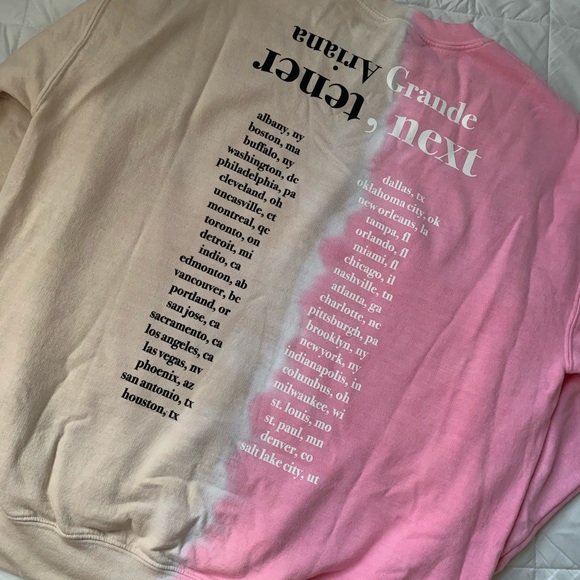 Ariana
tener
Grande
, next
albany, ny
boston, ma
buffalo, ny
washington, dc
philadelphia, pa
cleveland, oh
uncasville, ct
montreal, qc
toronto, on
detroit, mi
indio, ca
edmonton, ab
vancouver, bc
portland, or
san jose, ca
sacramento, ca
los angeles, ca
las vegas, nv
phoenix, az
san antonio, tx
houston, tx
dallas, tx
oklahoma city, ok
new orleans, la
tampa, fl
orlando, fl
miami, fl
chicago, il
nashville, tn
atlanta, ga
charlotte, nc
pittsburgh, pa
brooklyn, ny
new york, ny
indianapolis, in
columbus, oh
milwaukee, wi
st. louis, mo
st. paul, mn
denver, co
salt lake city, ut